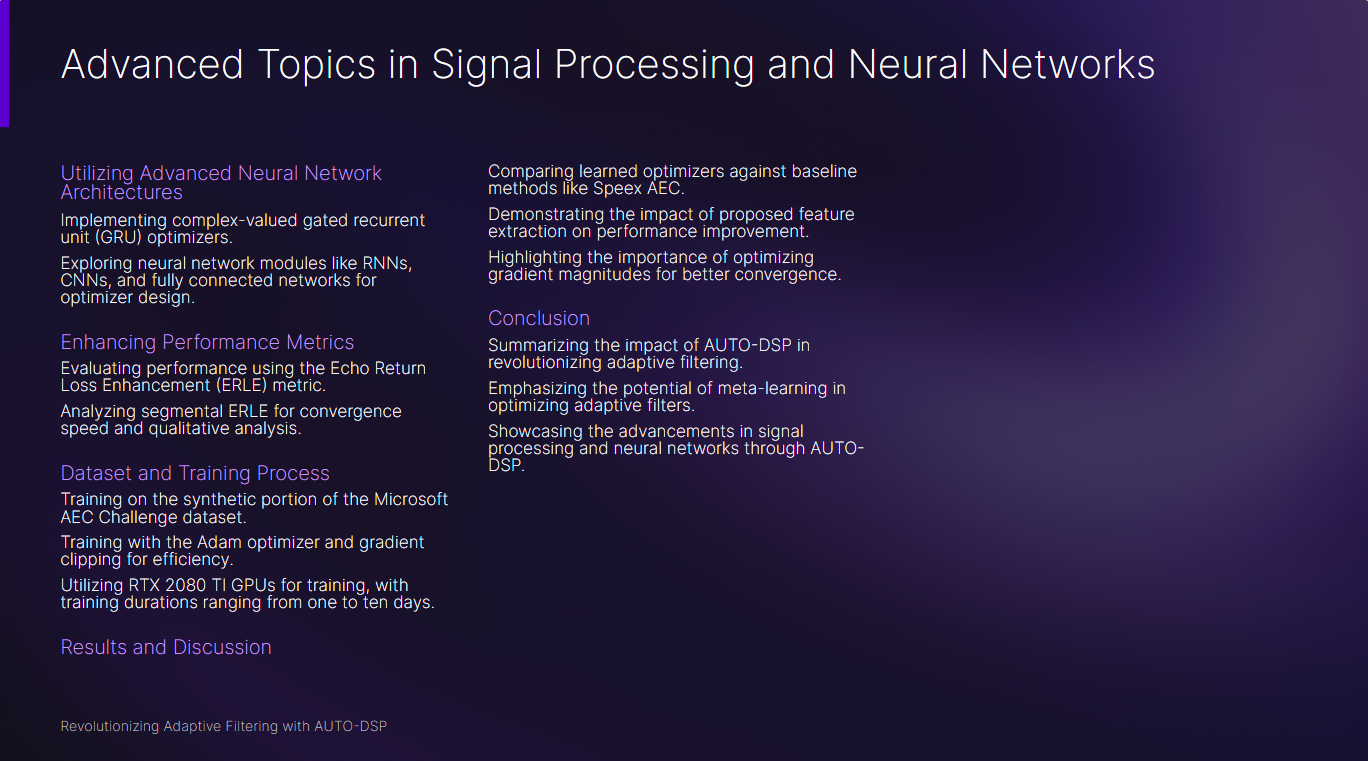 Advanced Topics in Signal Processing and Neural Networks
Utilizing Advanced Neural Network
Architectures
Implementing complex-valued gated recurrent
unit (GRU) optimizers.
Exploring neural network modules like RNNs,
CNNs, and fully connected networks for
optimizer design.
Enhancing Performance Metrics
Evaluating performance using the Echo Return
Loss Enhancement (ERLE) metric.
Analyzing segmental ERLE for convergence
speed and qualitative analysis.
Dataset and Training Process
Training on the synthetic portion of the Microsoft
AEC Challenge dataset.
Training with the Adam optimizer and gradient
clipping for efficiency.
Utilizing RTX 2080 TI GPUs for training, with
training durations ranging from one to ten days.
Results and Discussion
Comparing learned optimizers against baseline
methods like Speex AEC.
Demonstrating the impact of proposed feature
extraction on performance improvement.
Highlighting the importance of optimizing
gradient magnitudes for better convergence.
Conclusion
Summarizing the impact of AUTO-DSP in
revolutionizing adaptive filtering.
Emphasizing the potential of meta-learning in
optimizing adaptive filters.
Showcasing the advancements in signal
processing and neural networks through AUTO-
DSP.
Revolutionizing Adaptive Filtering with AUTO-DSP